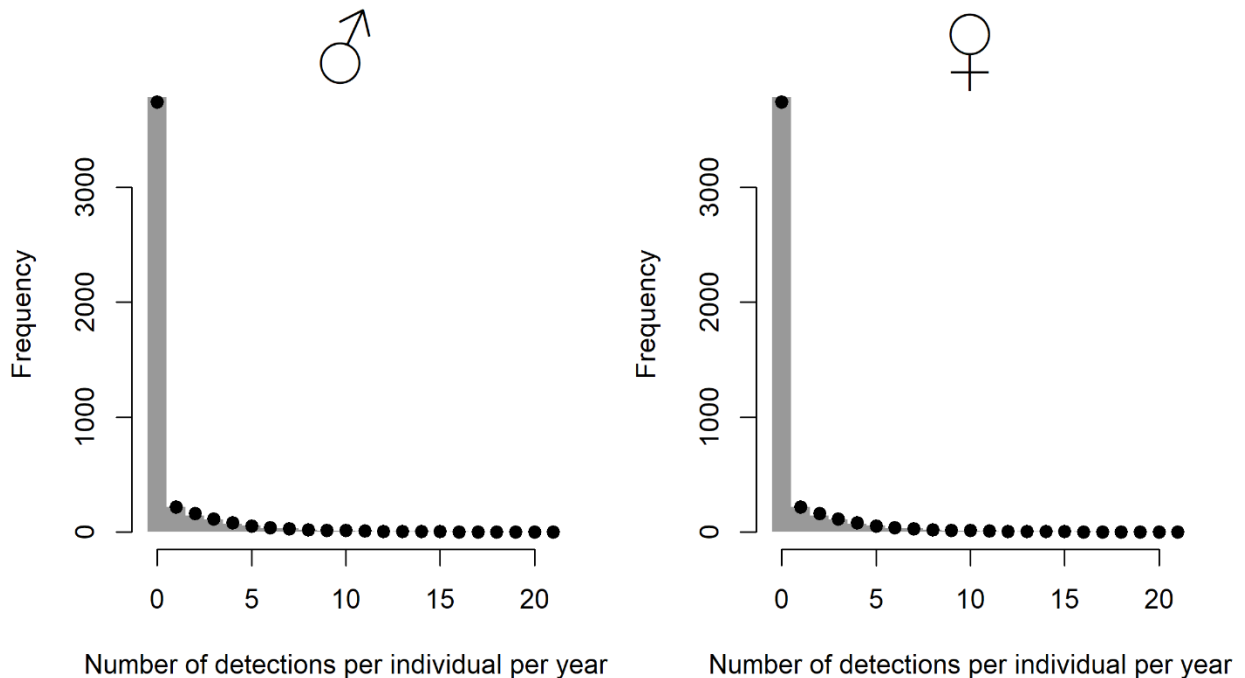 ♂
Frequency
3000
2000
1000
0
0 5 10 15 20
Number of detections per individual per year
♀
Frequency
3000
2000
1000
0
0 5 10 15 20
Number of detections per individual per year